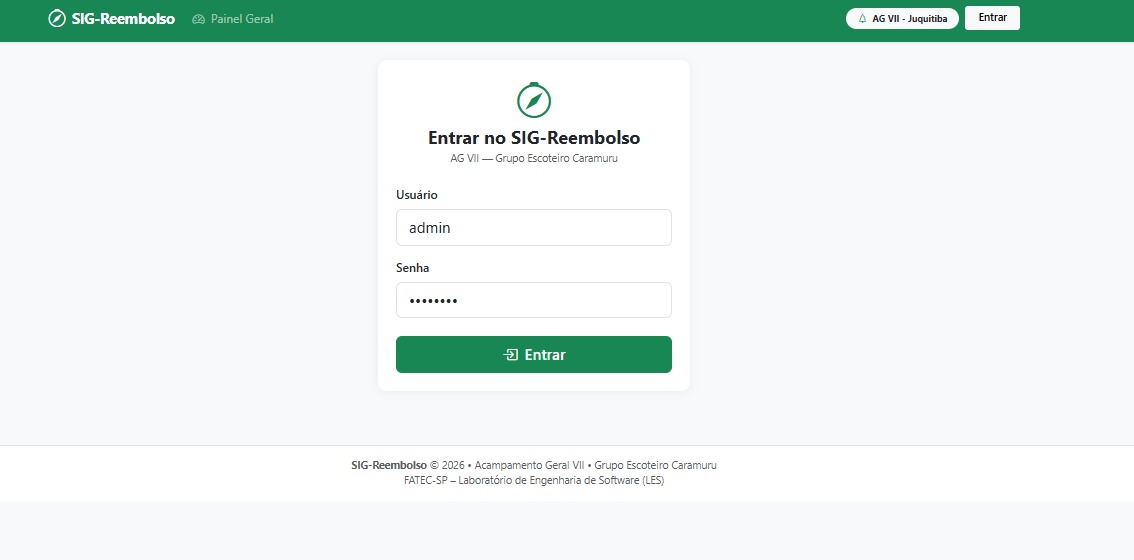 SIG-Reembolso Painel Geral AG VII - Juquitiba Entrar
Entrar no SIG-Reembolso
AG VII — Grupo Escoteiro Caramuru
Usuário
admin
Senha
••••••••
Entrar
SIG-Reembolso © 2026 • Acampamento Geral VII • Grupo Escoteiro Caramuru
FATEC-SP – Laboratório de Engenharia de Software (LES)